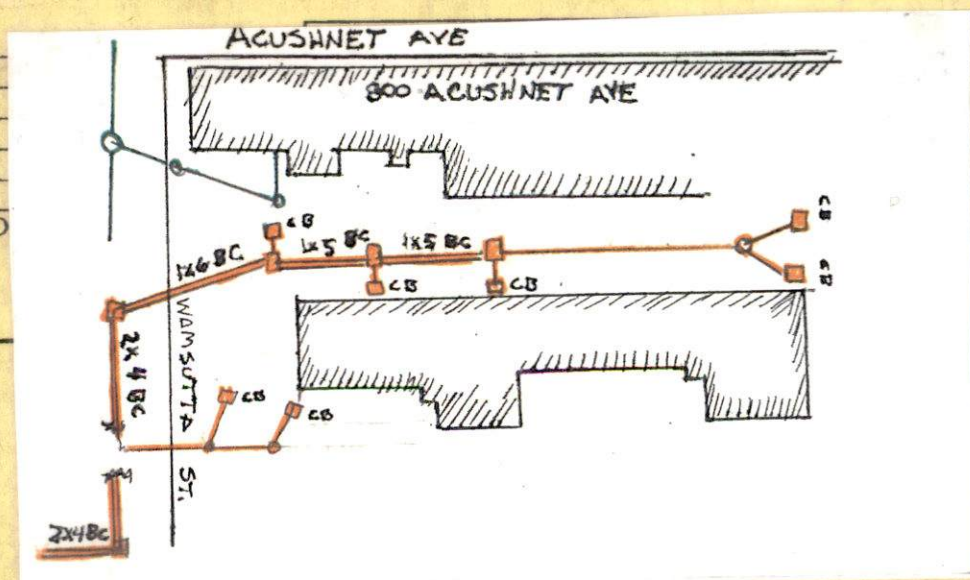 ACUSHNET AVE
800 ACUSHNET AVE
CB
CB
1x5 BC
1x5 BC
1x6 BC
CB
CB
CB
2x4 BC
WAMSUTTA ST.
CB
CB
2x4BC